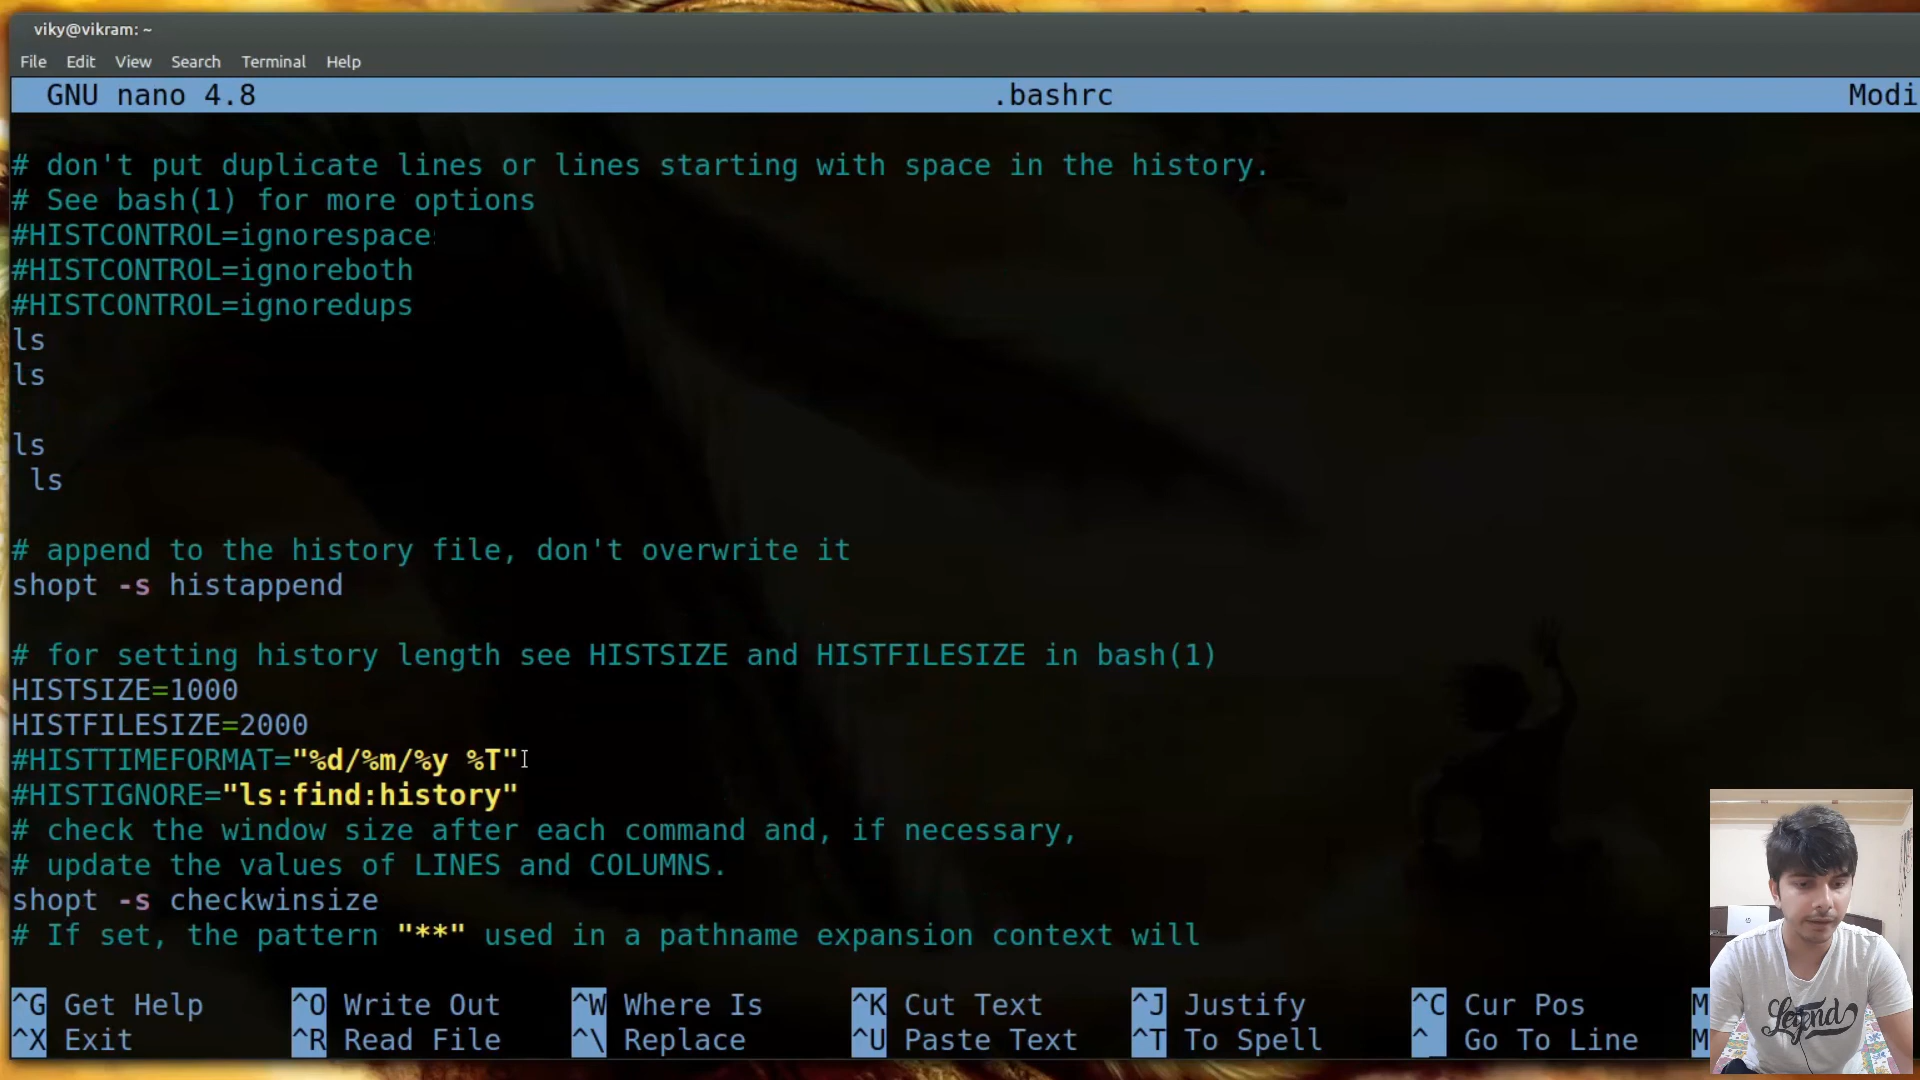 viky@vikram: ~
File Edit View Search Terminal Help
GNU nano 4.8 .bashrc Modi
# don't put duplicate lines or lines starting with space in the history.
# See bash(1) for more options
#HISTCONTROL=ignorespace
#HISTCONTROL=ignoreboth
#HISTCONTROL=ignoredups
ls
ls
ls
ls
# append to the history file, don't overwrite it
shopt -s histappend
# for setting history length see HISTSIZE and HISTFILESIZE in bash(1)
HISTSIZE=1000
HISTFILESIZE=2000
#HISTTIMEFORMAT="%d/%m/%y %T"
#HISTIGNORE="ls:find:history"
# check the window size after each command and, if necessary,
# update the values of LINES and COLUMNS.
shopt -s checkwinsize
# If set, the pattern "**" used in a pathname expansion context will
^G Get Help ^O Write Out ^W Where Is ^K Cut Text ^J Justify ^C Cur Pos M
^X Exit ^R Read File ^\ Replace ^U Paste Text ^T To Spell ^_ Go To Line M
Legend